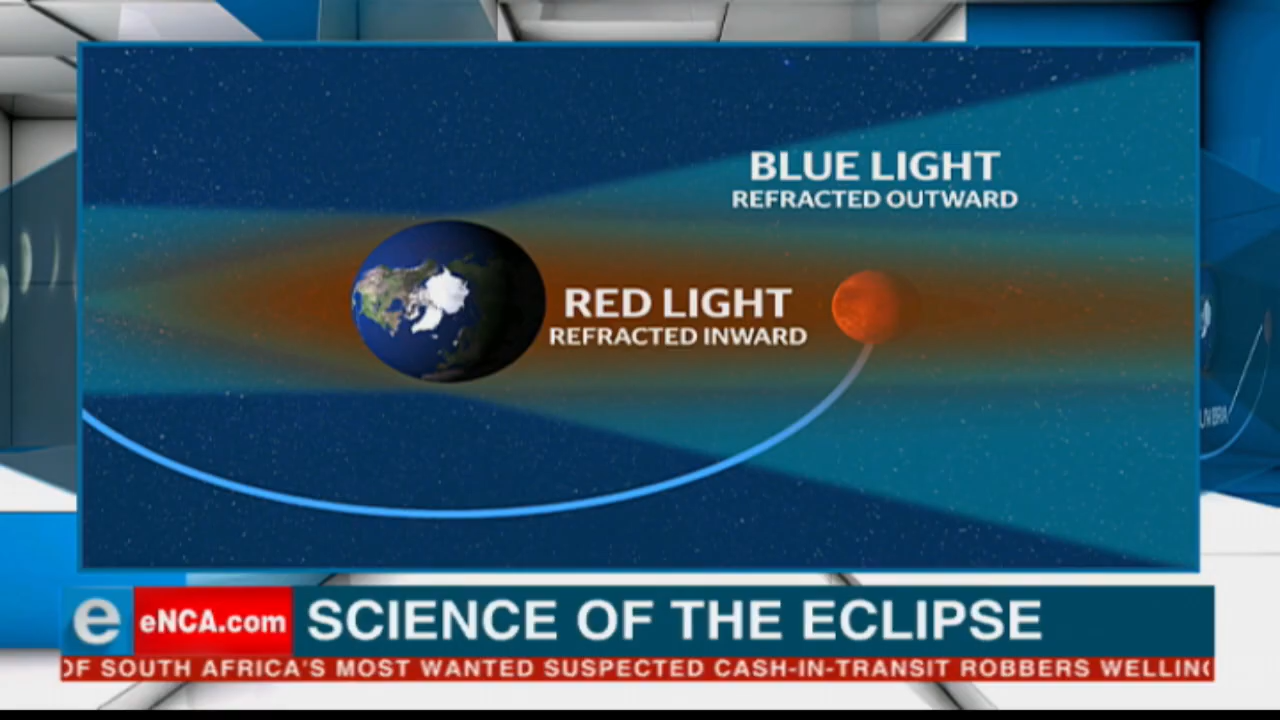 BLUE LIGHT
REFRACTED OUTWARD
RED LIGHT
REFRACTED INWARD
e
eNCA.com
SCIENCE OF THE ECLIPSE
OF SOUTH AFRICA'S MOST WANTED SUSPECTED CASH-IN-TRANSIT ROBBERS